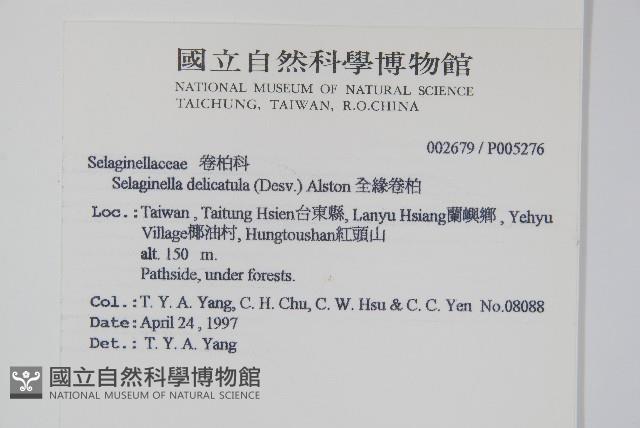 國立自然科學博物館
NATIONAL MUSEUM OF NATURAL SCIENCE
TAICHUNG, TAIWAN, R.O.CHINA
002679 / P005276
Selaginellaceae 卷柏科
Selaginella delicatula (Desv.) Alston 全緣卷柏
Loc.: Taiwan , Taitung Hsien台東縣, Lanyu Hsiang蘭嶼鄉 , Yehyu
Village椰油村, Hungtoushan紅頭山
alt. 150 m.
Pathside, under forests.
Col.: T. Y. A. Yang, C. H. Chu, C. W. Hsu & C. C. Yen No.08088
Date: April 24 , 1997
Det.: T. Y. A. Yang
國立自然科學博物館
NATIONAL MUSEUM OF NATURAL SCIENCE